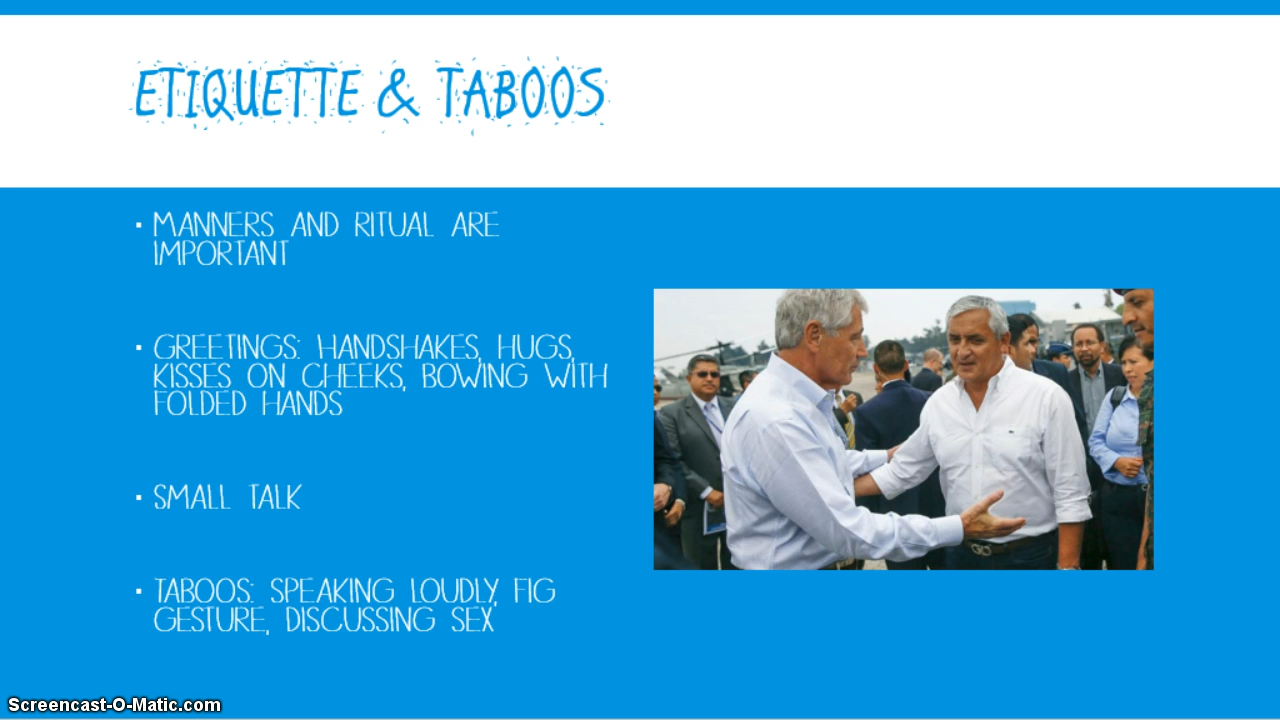 ETIQUETTE & TABOOS
▪ MANNERS AND RITUAL ARE
IMPORTANT
▪ GREETINGS: HANDSHAKES, HUGS,
KISSES ON CHEEKS, BOWING WITH
FOLDED HANDS
▪ SMALL TALK
▪ TABOOS: SPEAKING LOUDLY, FIG
GESTURE, DISCUSSING SEX
Screencast-O-Matic.com